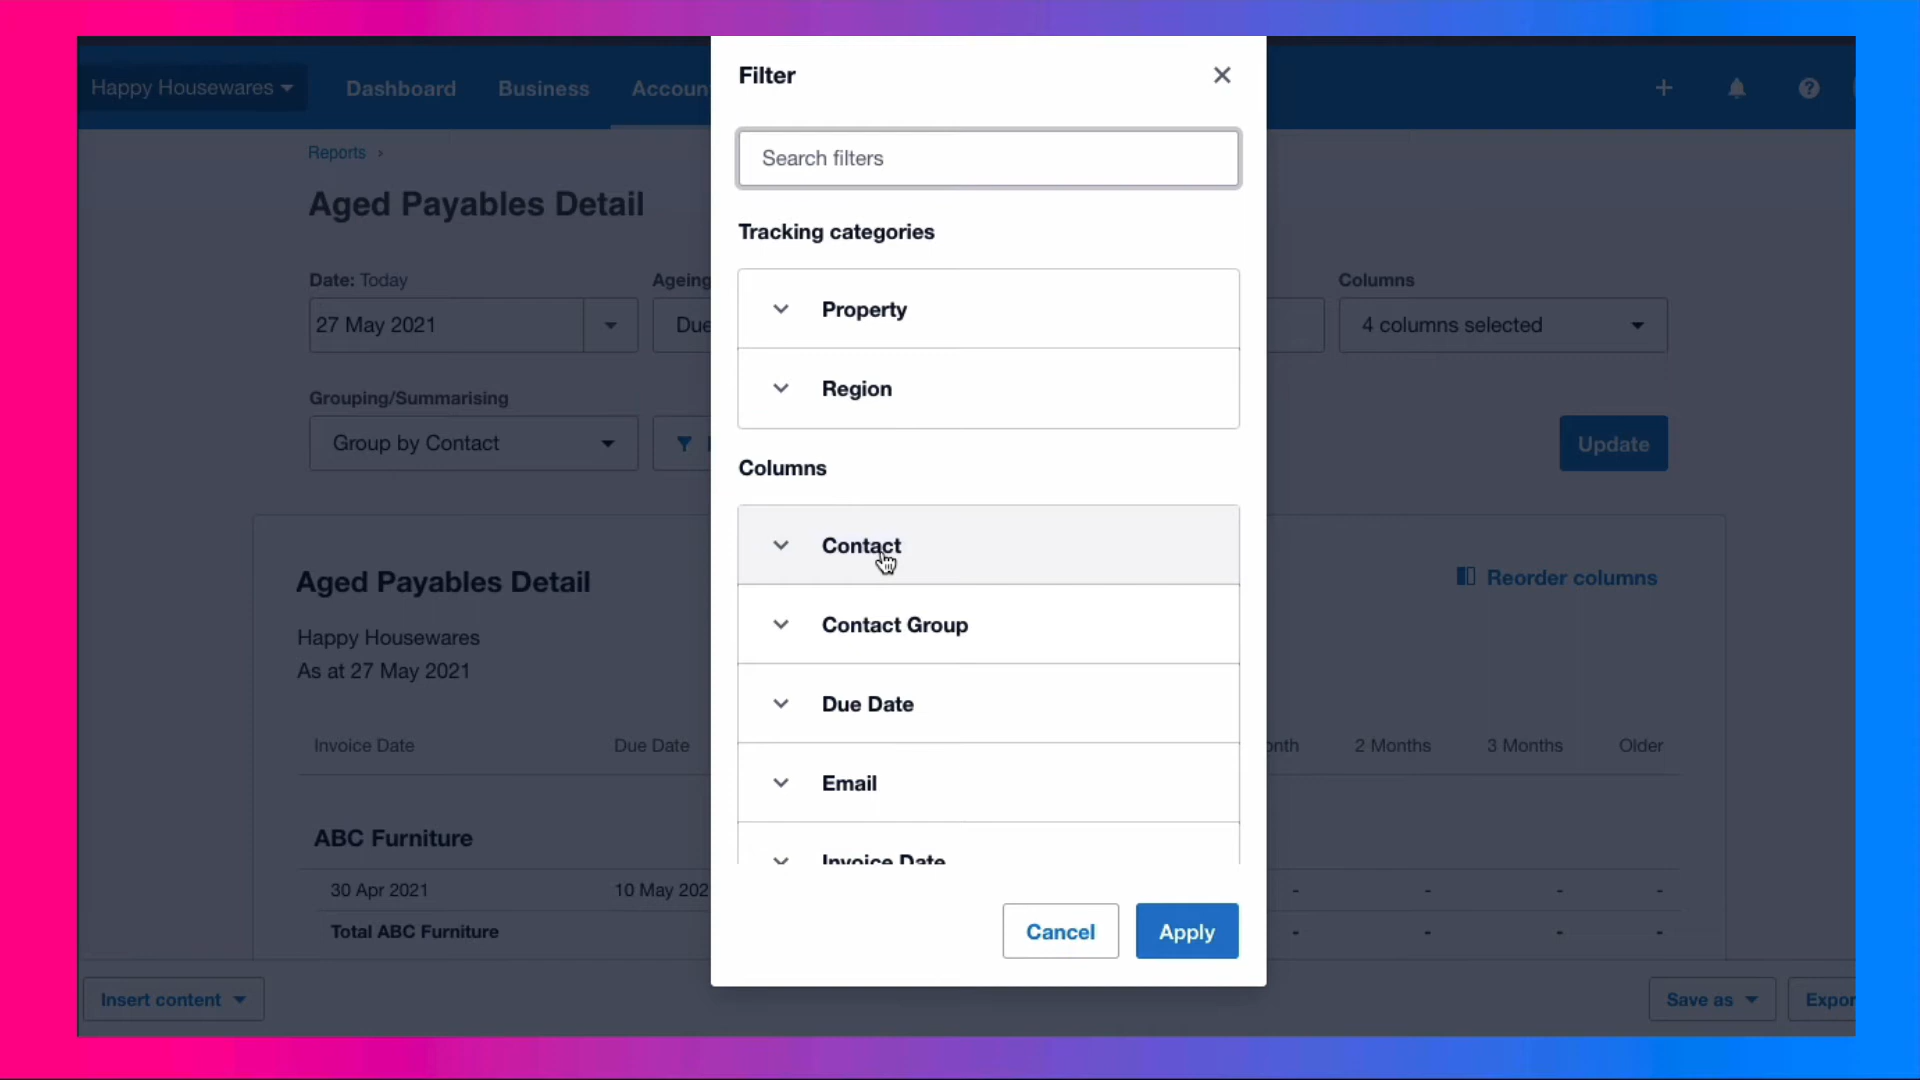 Happy Housewares
Dashboard
Business
Accoun
Filter
Search filters
Tracking categories
Property
Region
Columns
Contact
Contact Group
Due Date
Email
Invoice Date
Cancel
Apply
Reports ›
Aged Payables Detail
Date: Today
27 May 2021
Ageing
Due
Columns
4 columns selected
Grouping/Summarising
Group by Contact
Update
Aged Payables Detail
Happy Housewares
As at 27 May 2021
Reorder columns
Invoice Date
Due Date
onth
2 Months
3 Months
Older
ABC Furniture
30 Apr 2021
10 May 202
- - - -
Total ABC Furniture
- - - -
Insert content
Save as
Expor